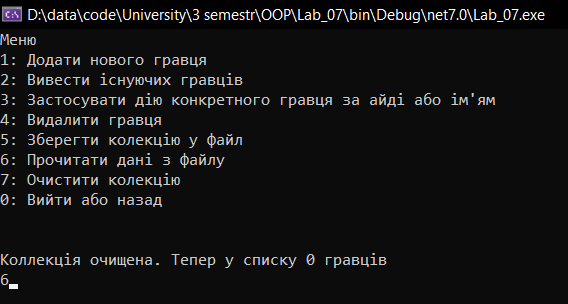 D:\data\code\University\3 semestr\OOP\Lab_07\bin\Debug\net7.0\Lab_07.exe
Меню
1: Додати нового гравця
2: Вивести існуючих гравців
3: Застосувати дію конкретного гравця за айді або ім'ям
4: Видалити гравця
5: Зберегти колекцію у файл
6: Прочитати дані з файлу
7: Очистити колекцію
0: Вийти або назад
Коллекція очищена. Тепер у списку 0 гравців
6